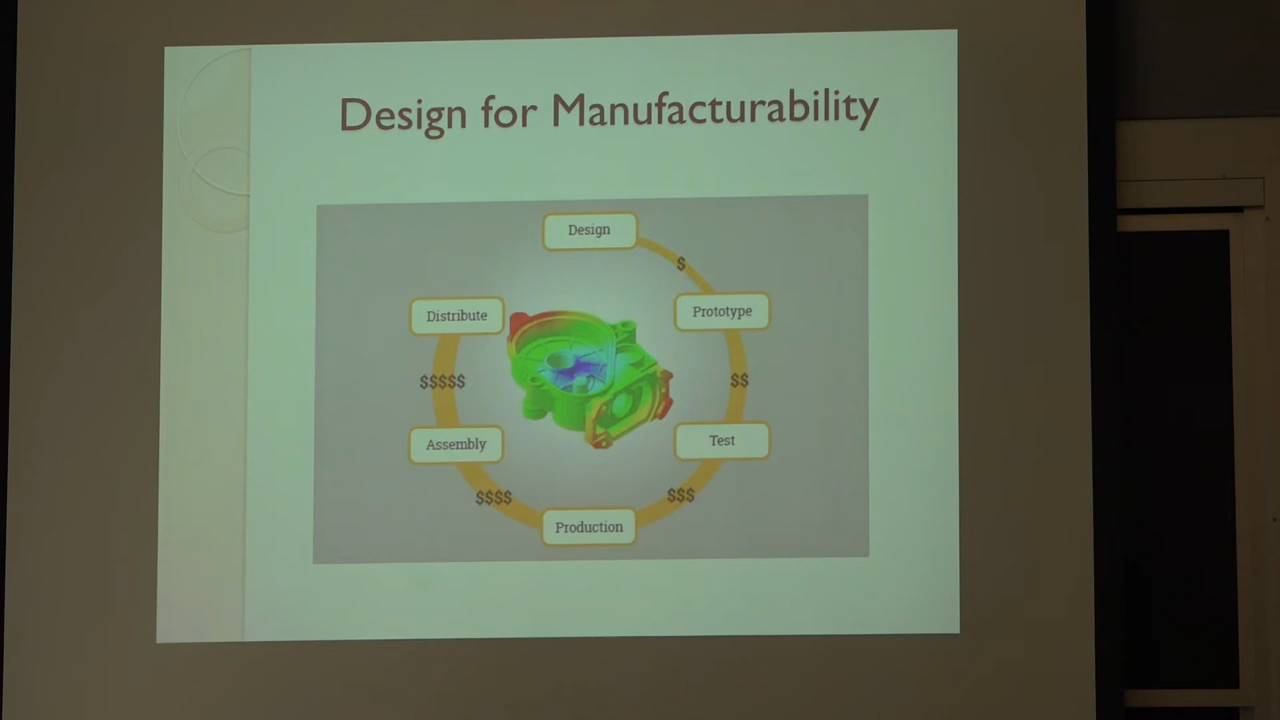 Design for Manufacturability
Design
$
Distribute
Prototype
$$$$$
$$
Assembly
Test
$$$$
$$$
Production